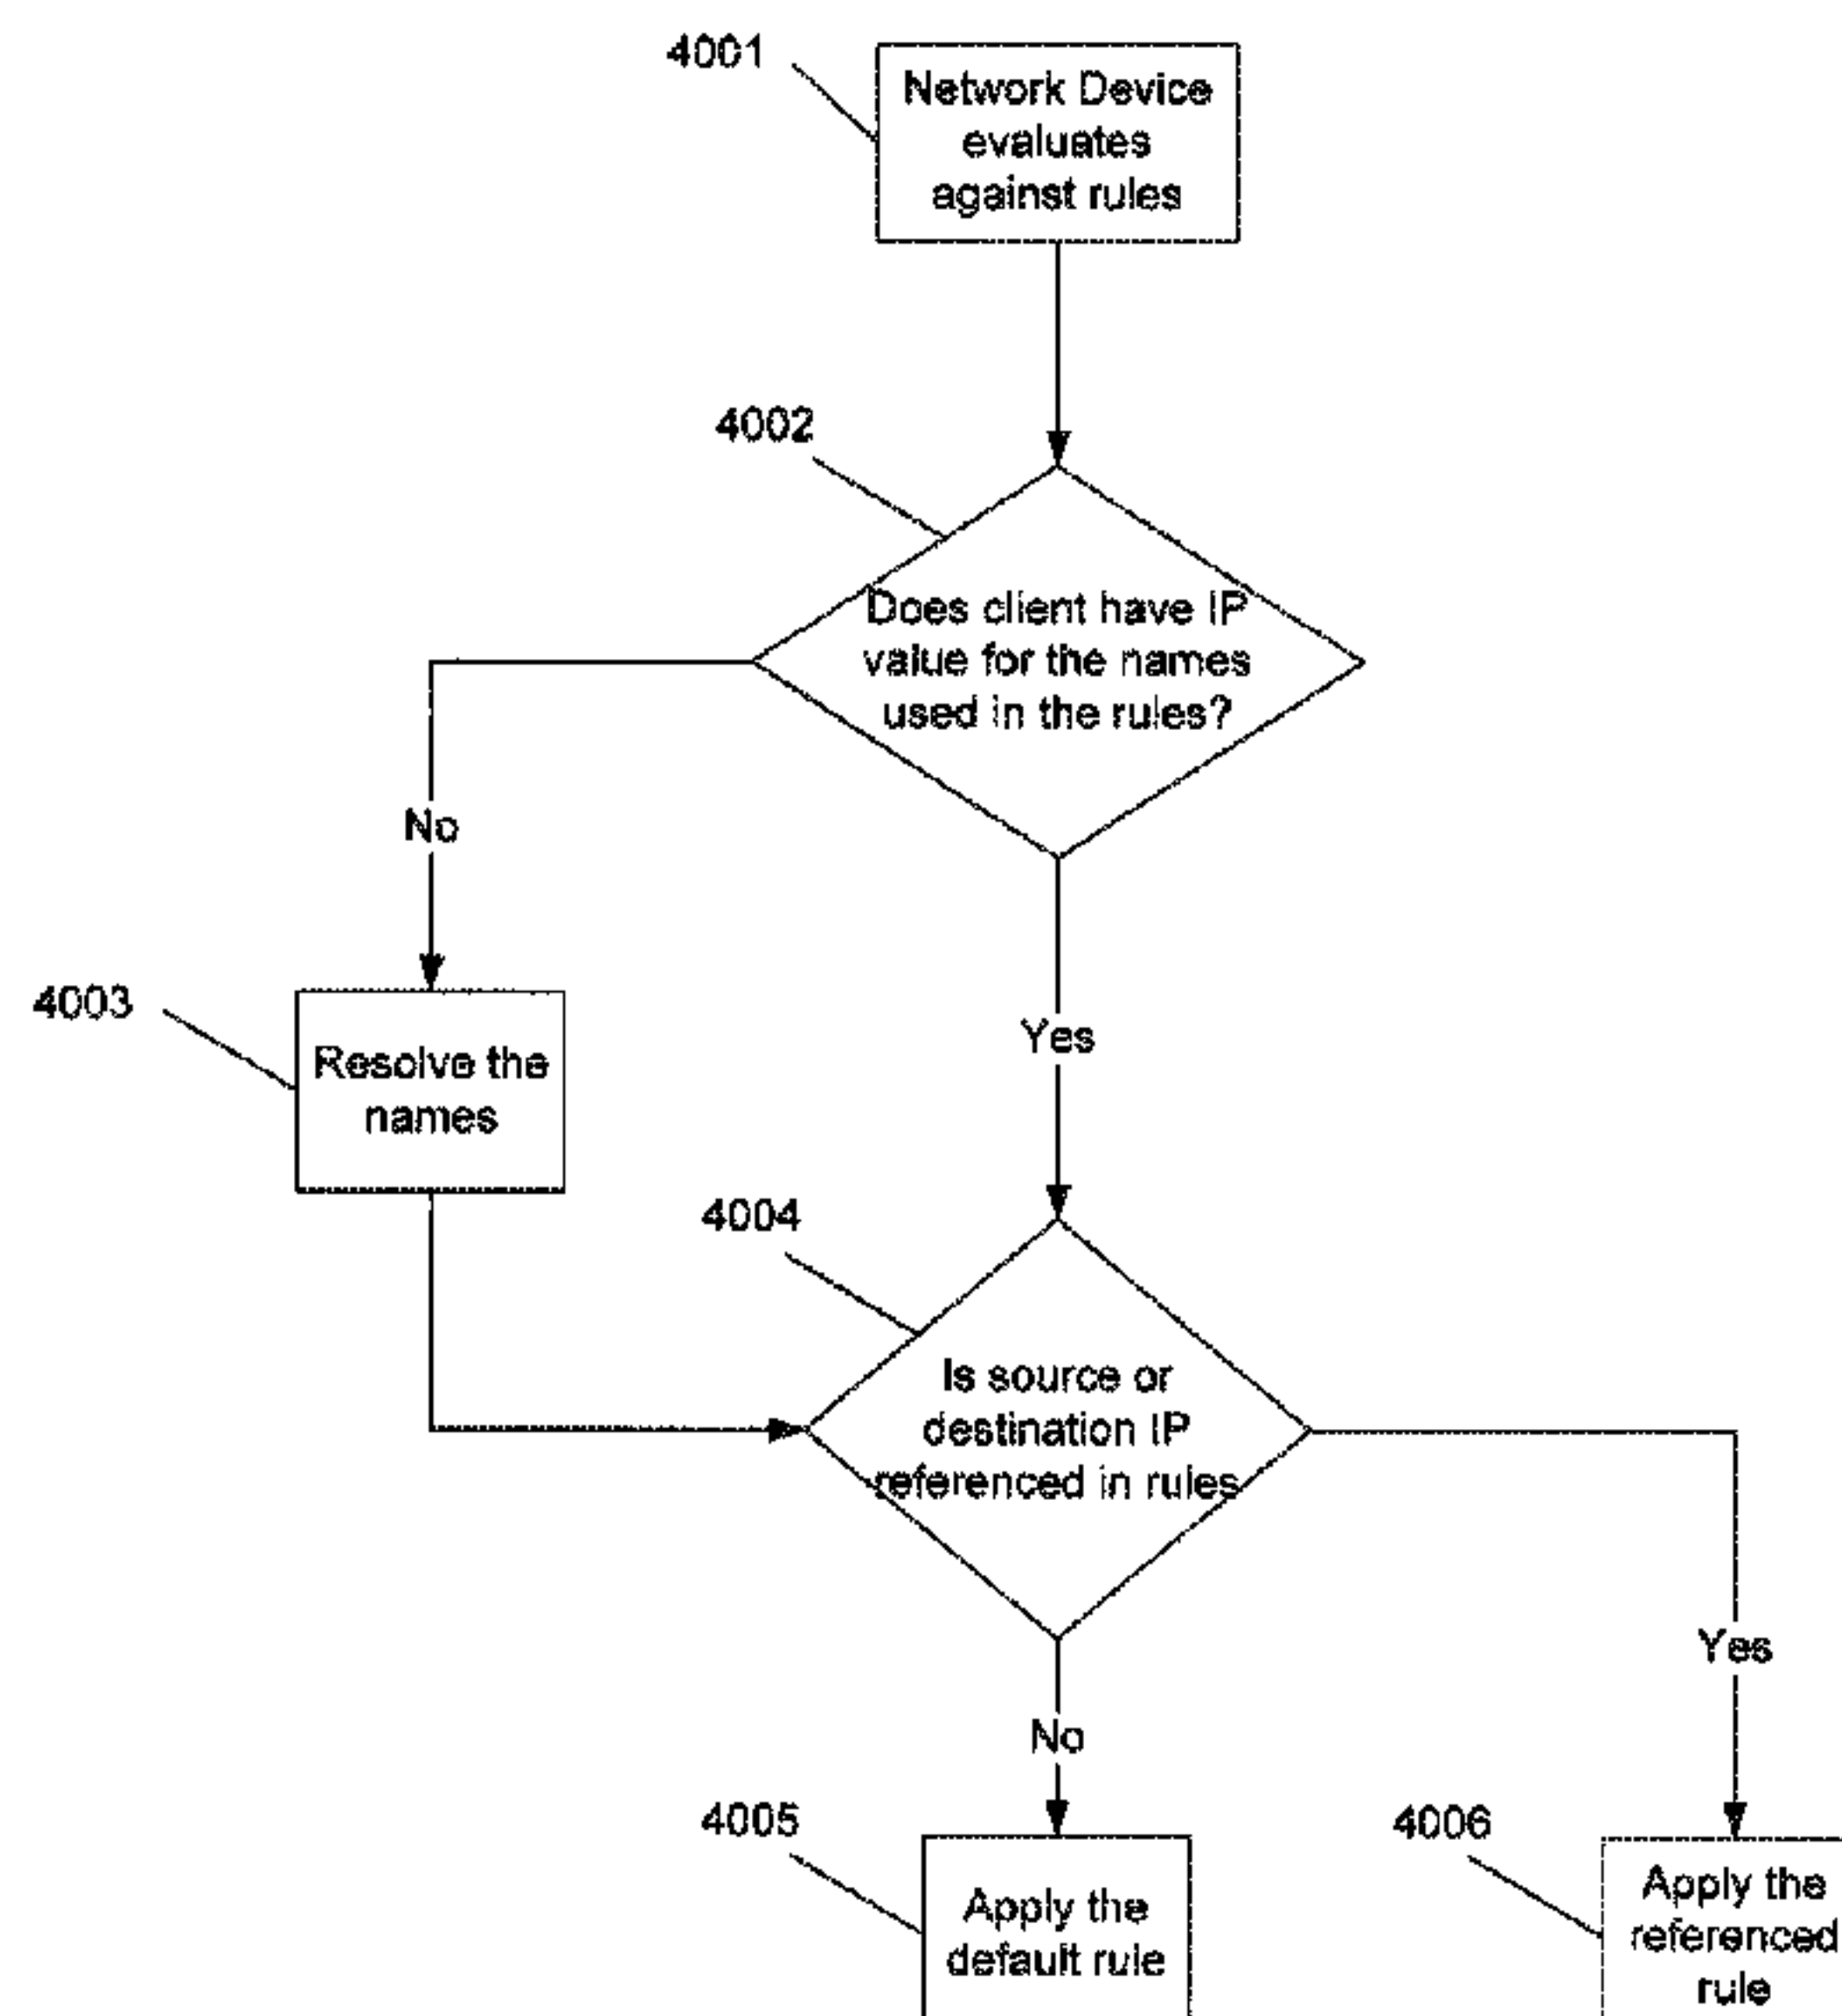 4001
Network Device
evaluates
against rules
4002
Does client have IP
value for the names
used in the rules?
No
4003
Resolve the
names
Yes
4004
Is source or
destination IP
referenced in rules
Yes
No
4005
Apply the
default rule
4006
Apply the
referenced
rule